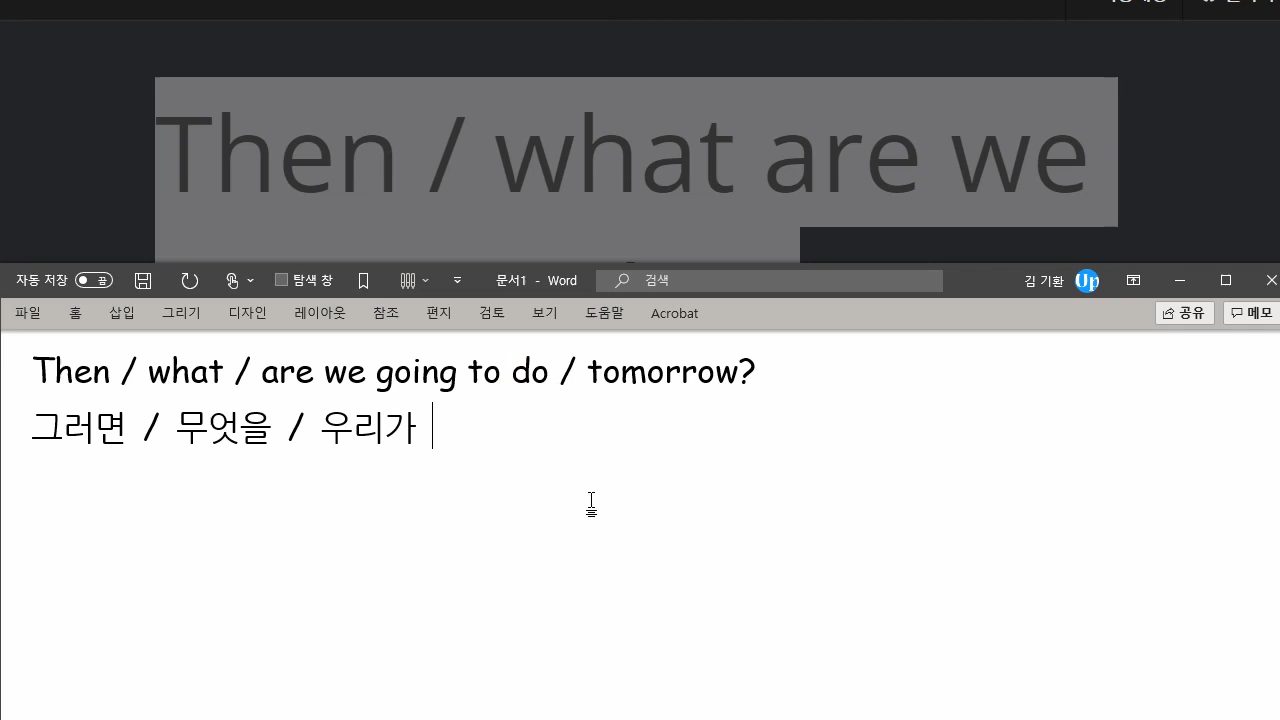 Then / what are we
자동 저장 끔 탐색 창 문서1 - Word 검색 김 기환 Up
파일 홈 삽입 그리기 디자인 레이아웃 참조 편지 검토 보기 도움말 Acrobat 공유 메모
Then / what / are we going to do / tomorrow?
그러면 / 무엇을 / 우리가